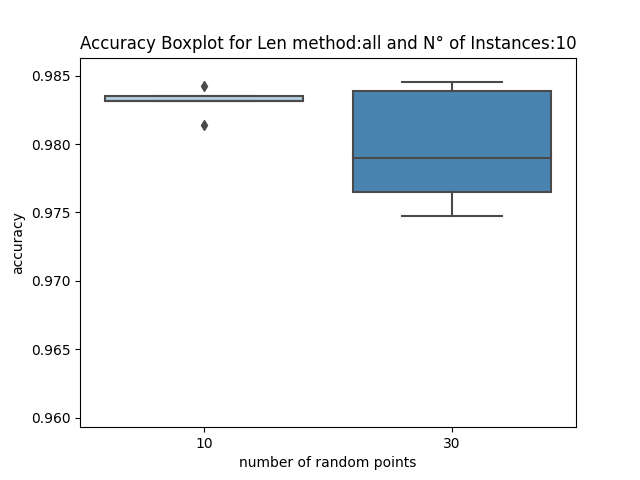 Accuracy Boxplot for Len method:all and N° of Instances:10
0.985
0.980
0.975
0.970
0.965
0.960
accuracy
10 30
number of random points